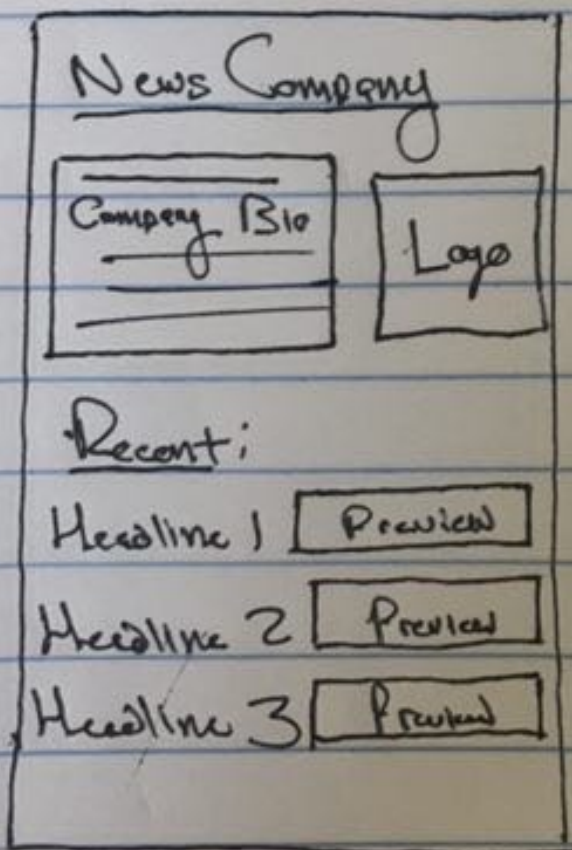 News Company
Company Bio
Logo
Recent:
Headline 1 Preview
Headline 2 Preview
Headline 3 Preview